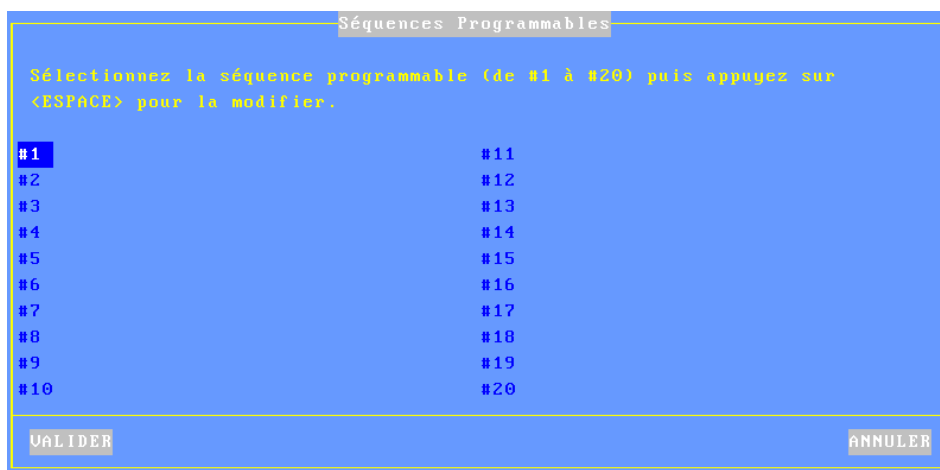 Séquences Programmables
Sélectionnez la séquence programmable (de #1 à #20) puis appuyez sur
<ESPACE> pour la modifier.
#1 #11
#2 #12
#3 #13
#4 #14
#5 #15
#6 #16
#7 #17
#8 #18
#9 #19
#10 #20
VALIDER ANNULER